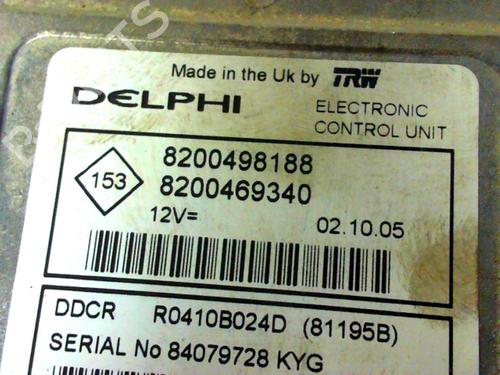 Made in the Uk by TRW
DELPHI
ELECTRONIC
CONTROL UNIT
153
8200498188
8200469340
12V=
02.10.05
DDCR R0410B024D (81195B)
SERIAL No 84079728 KYG